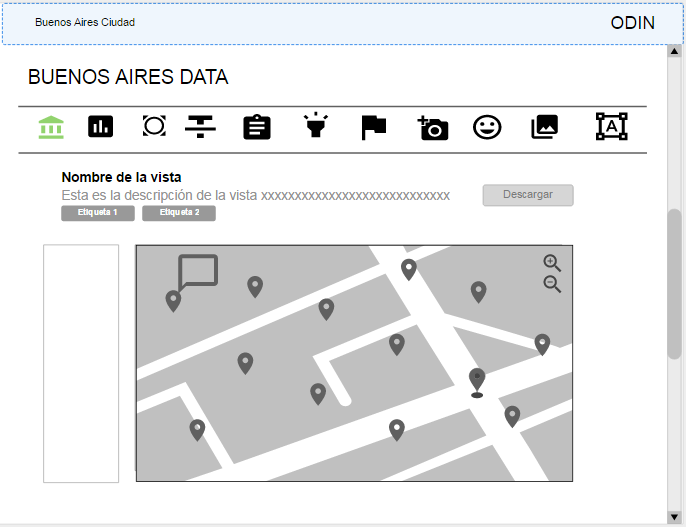 Buenos Aires Ciudad
ODIN
BUENOS AIRES DATA
A
Nombre de la vista
Esta es la descripción de la vista xxxxxxxxxxxxxxxxxxxxxxxxxxxx
Descargar
Etiqueta 1
Etiqueta 2